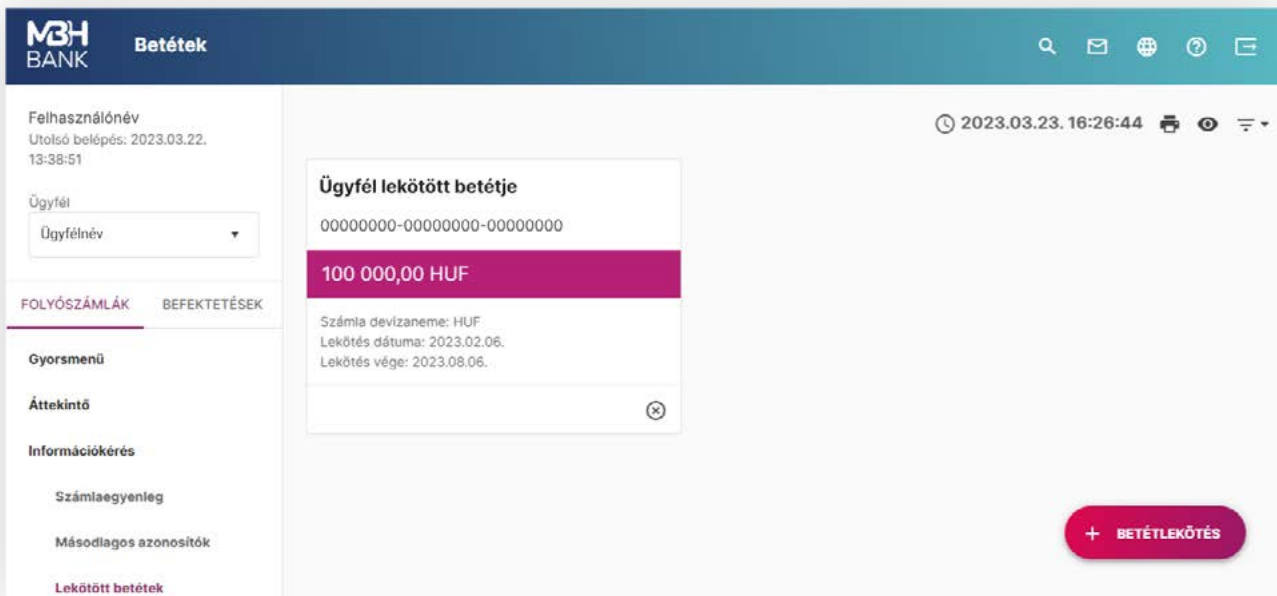 MBH
BANK
Betétek
Felhasználónév
Utolsó belépés: 2023.03.22.
13:38:51
Ügyfél
Ügyfélnév
FOLYÓSZÁMLÁK BEFEKTETÉSEK
Gyorsmenü
Áttekintő
Információkérés
Számlaegyenleg
Másodlagos azonosítók
Lekötött betétek
2023.03.23. 16:26:44
Ügyfél lekötött betétje
00000000-00000000-00000000
100 000,00 HUF
Számla devizaneme: HUF
Lekötés dátuma: 2023.02.06.
Lekötés vége: 2023.08.06.
+ BETÉTLEKÖTÉS